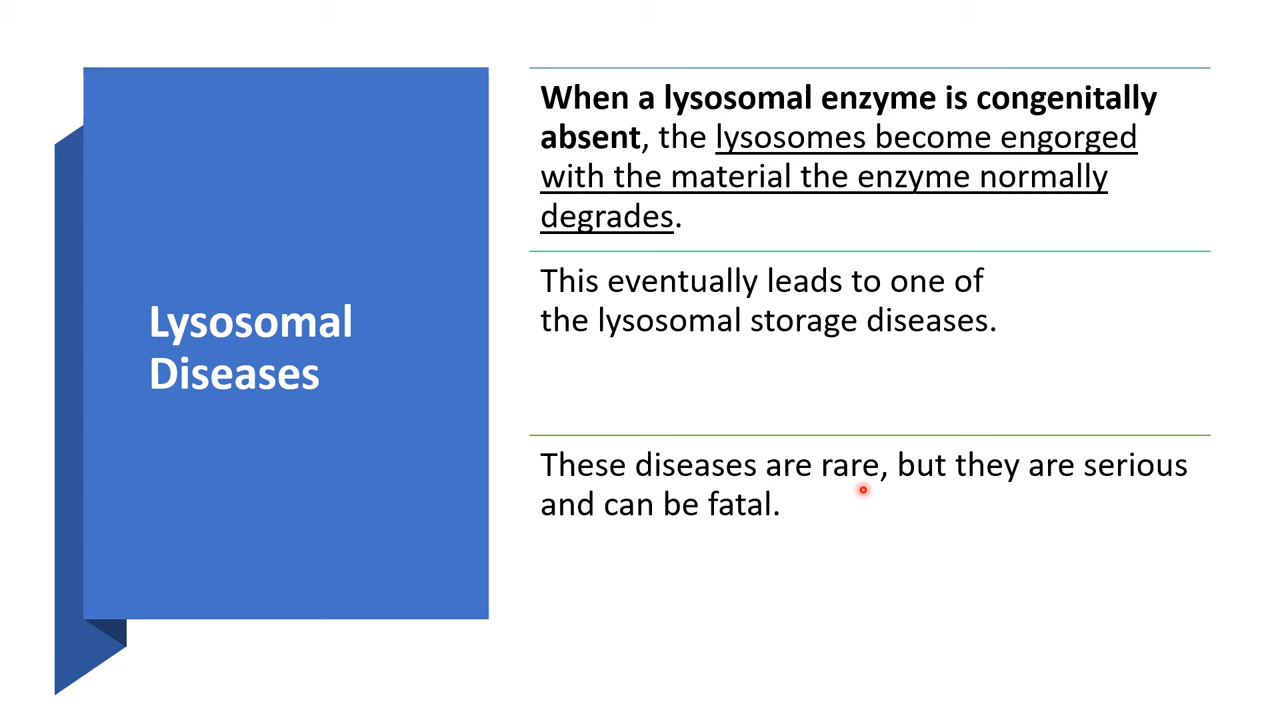 Lysosomal
Diseases
When a lysosomal enzyme is congenitally
absent, the lysosomes become engorged
with the material the enzyme normally
degrades.
This eventually leads to one of
the lysosomal storage diseases.
These diseases are rare, but they are serious
and can be fatal.